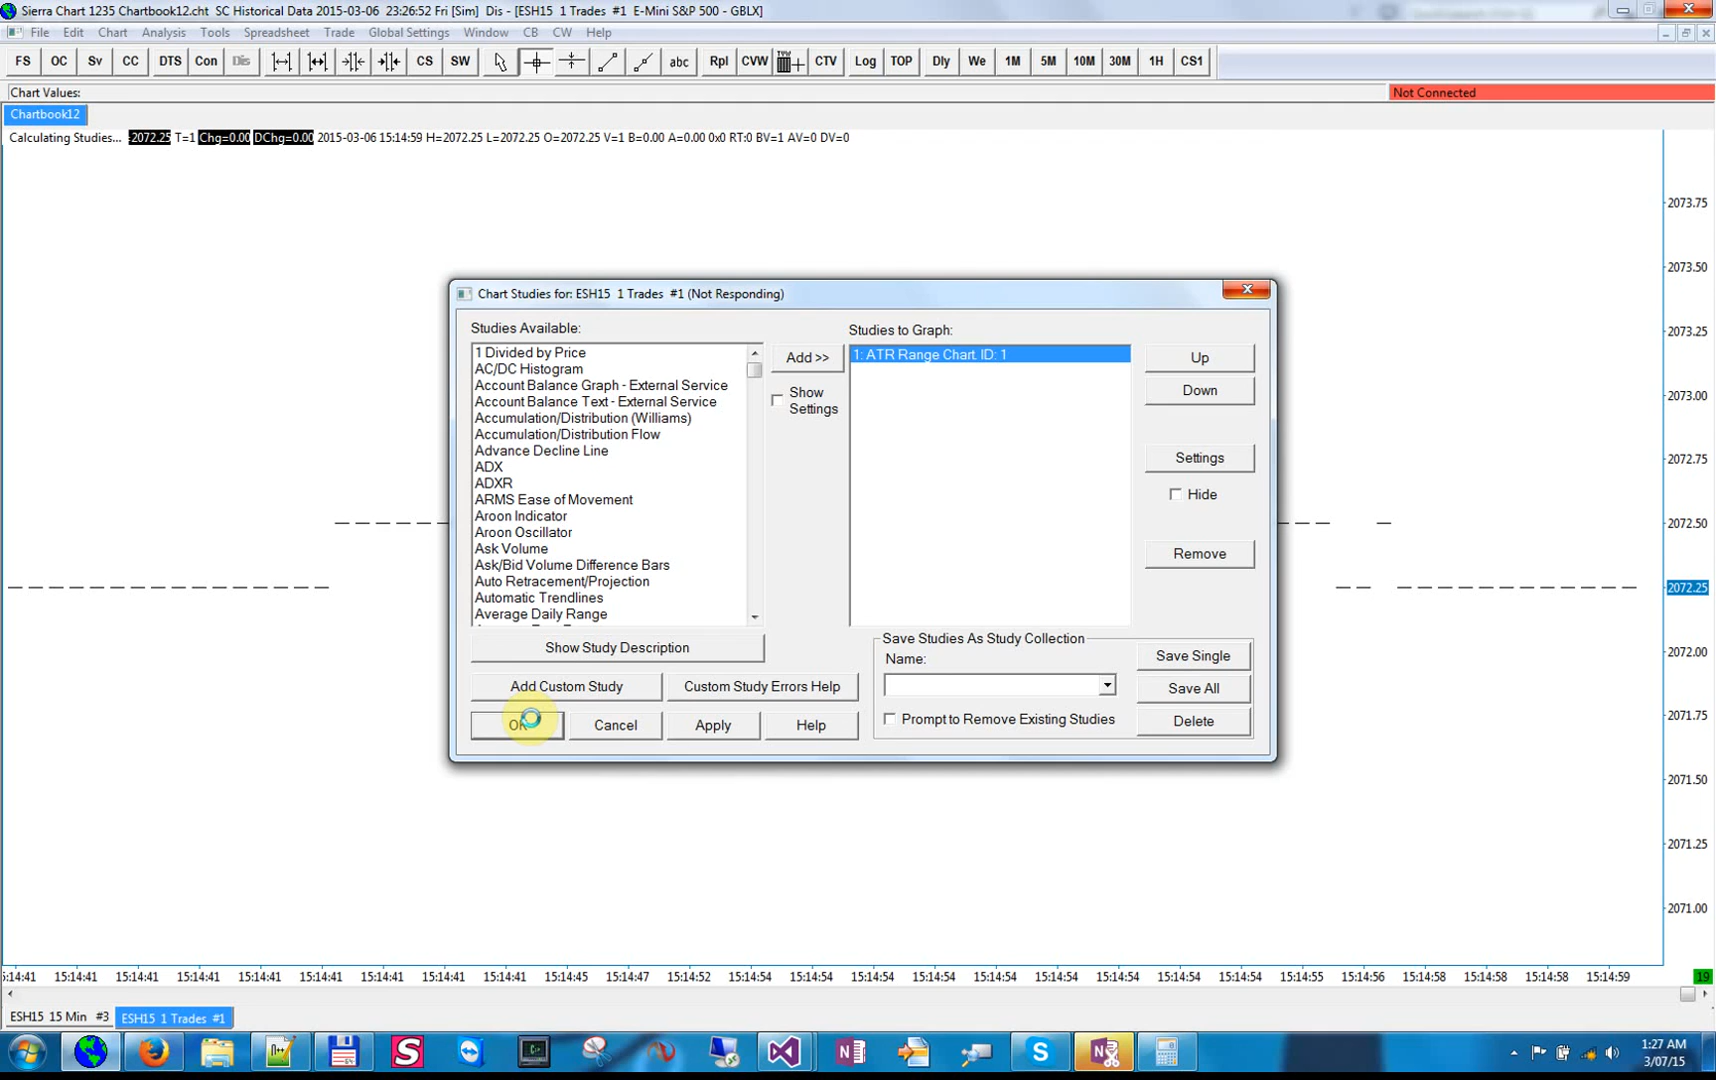 Sierra Chart 1235 Chartbook12.cht  SC Historical Data 2015-03-06  23:26:52 Fri [Sim]  Dis - [ESH15  1 Trades  #1  E-Mini S&P 500 - GBLX]
File Edit Chart Analysis Tools Spreadsheet Trade Global Settings Window CB CW Help
FS OC Sv CC DTS Con Dis CS SW abc Rpl CVW CTV Log TOP Dly We 1M 5M 10M 30M 1H CS1
Chart Values: Not Connected
Chartbook12
Calculating Studies... 2072.25 T=1 Chg=0.00 DChg=0.00 2015-03-06 15:14:59 H=2072.25 L=2072.25 O=2072.25 V=1 B=0.00 A=0.00 0x0 RT:0 BV=1 AV=0 DV=0
Chart Studies for: ESH15  1 Trades  #1 (Not Responding)
Studies Available:
1 Divided by Price
AC/DC Histogram
Account Balance Graph - External Service
Account Balance Text - External Service
Accumulation/Distribution (Williams)
Accumulation/Distribution Flow
Advance Decline Line
ADX
ADXR
ARMS Ease of Movement
Aroon Indicator
Aroon Oscillator
Ask Volume
Ask/Bid Volume Difference Bars
Auto Retracement/Projection
Automatic Trendlines
Average Daily Range
Show Study Description
Add Custom Study
Custom Study Errors Help
OK
Cancel
Apply
Help
Add >>
Show
Settings
Studies to Graph:
1: ATR Range Chart. ID: 1
Up
Down
Settings
Hide
Remove
Save Studies As Study Collection
Name:
Prompt to Remove Existing Studies
Save Single
Save All
Delete
2073.75
2073.50
2073.25
2073.00
2072.75
2072.50
2072.25
2072.00
2071.75
2071.50
2071.25
2071.00
:14:41 15:14:41 15:14:41 15:14:41 15:14:41 15:14:41 15:14:41 15:14:41 15:14:41 15:14:45 15:14:47 15:14:52 15:14:54 15:14:54 15:14:54 15:14:54 15:14:54 15:14:54 15:14:54 15:14:54 15:14:54 15:14:55 15:14:56 15:14:58 15:14:58 15:14:58 15:14:59 19
ESH15  15 Min  #3
ESH15  1 Trades  #1
1:27 AM
3/07/15